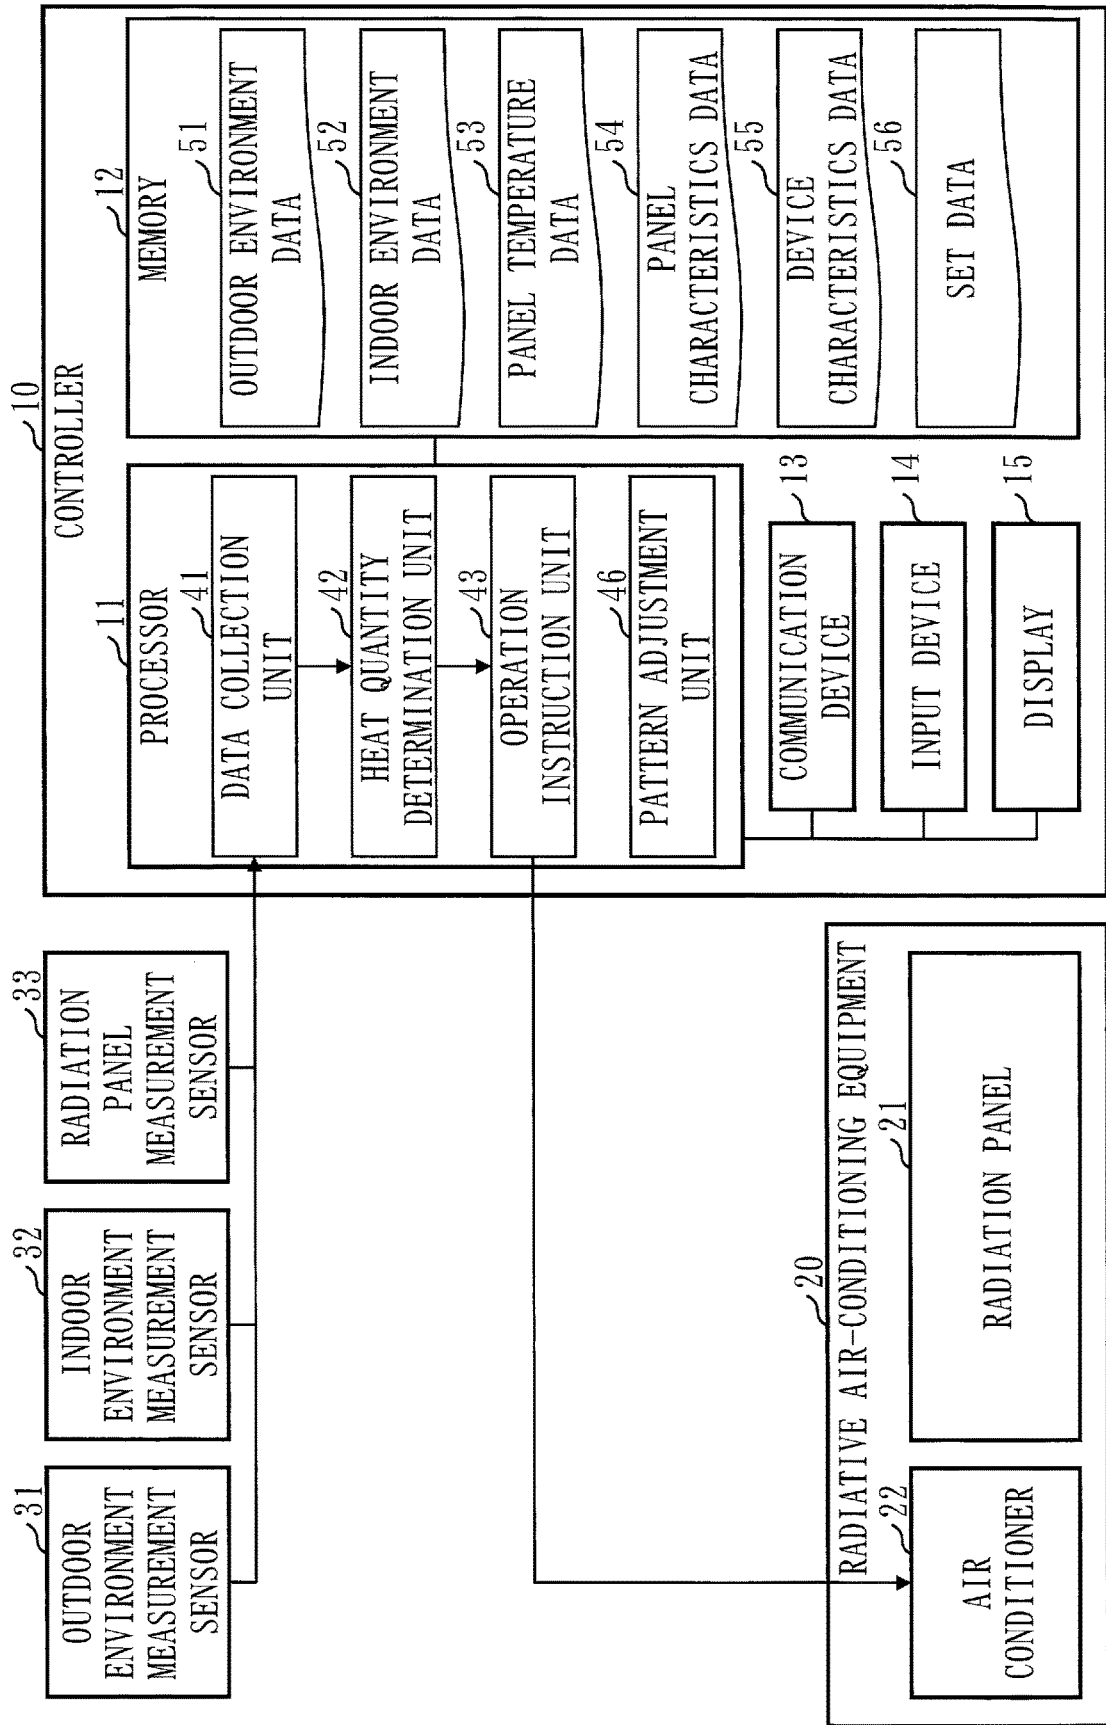 31
OUTDOOR
ENVIRONMENT
MEASUREMENT
SENSOR
32
INDOOR
ENVIRONMENT
MEASUREMENT
SENSOR
33
RADIATION
PANEL
MEASUREMENT
SENSOR
10
CONTROLLER
11
PROCESSOR
41
DATA COLLECTION
UNIT
42
HEAT QUANTITY
DETERMINATION UNIT
43
OPERATION
INSTRUCTION UNIT
46
PATTERN ADJUSTMENT
UNIT
12
MEMORY
51
OUTDOOR ENVIRONMENT
DATA
52
INDOOR ENVIRONMENT
DATA
53
PANEL TEMPERATURE
DATA
54
PANEL
CHARACTERISTICS DATA
55
DEVICE
CHARACTERISTICS DATA
56
SET DATA
13
COMMUNICATION
DEVICE
14
INPUT DEVICE
15
DISPLAY
20
RADIATIVE AIR-CONDITIONING EQUIPMENT
22
AIR
CONDITIONER
21
RADIATION PANEL